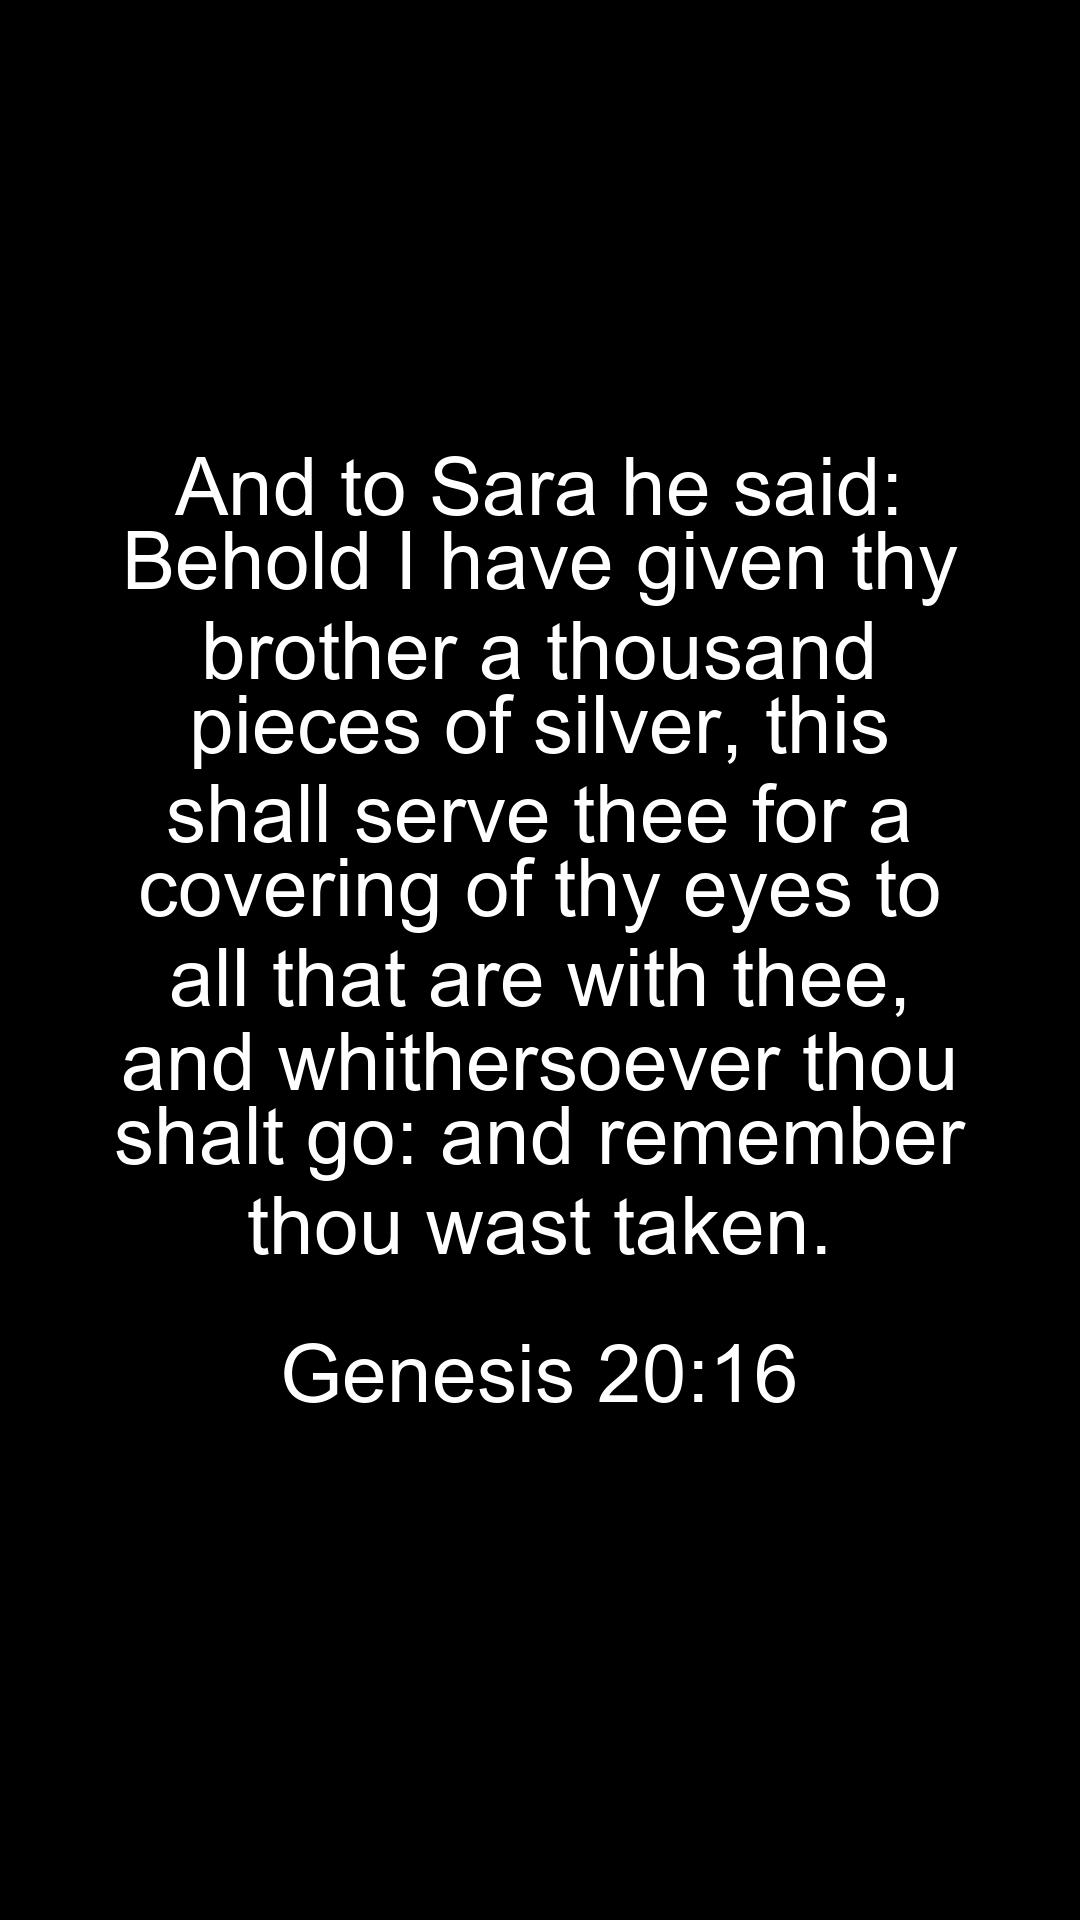 And to Sara he said:
Behold I have given thy
brother a thousand
pieces of silver, this
shall serve thee for a
covering of thy eyes to
all that are with thee,
and whithersoever thou
shalt go: and remember
thou wast taken.
Genesis 20:16